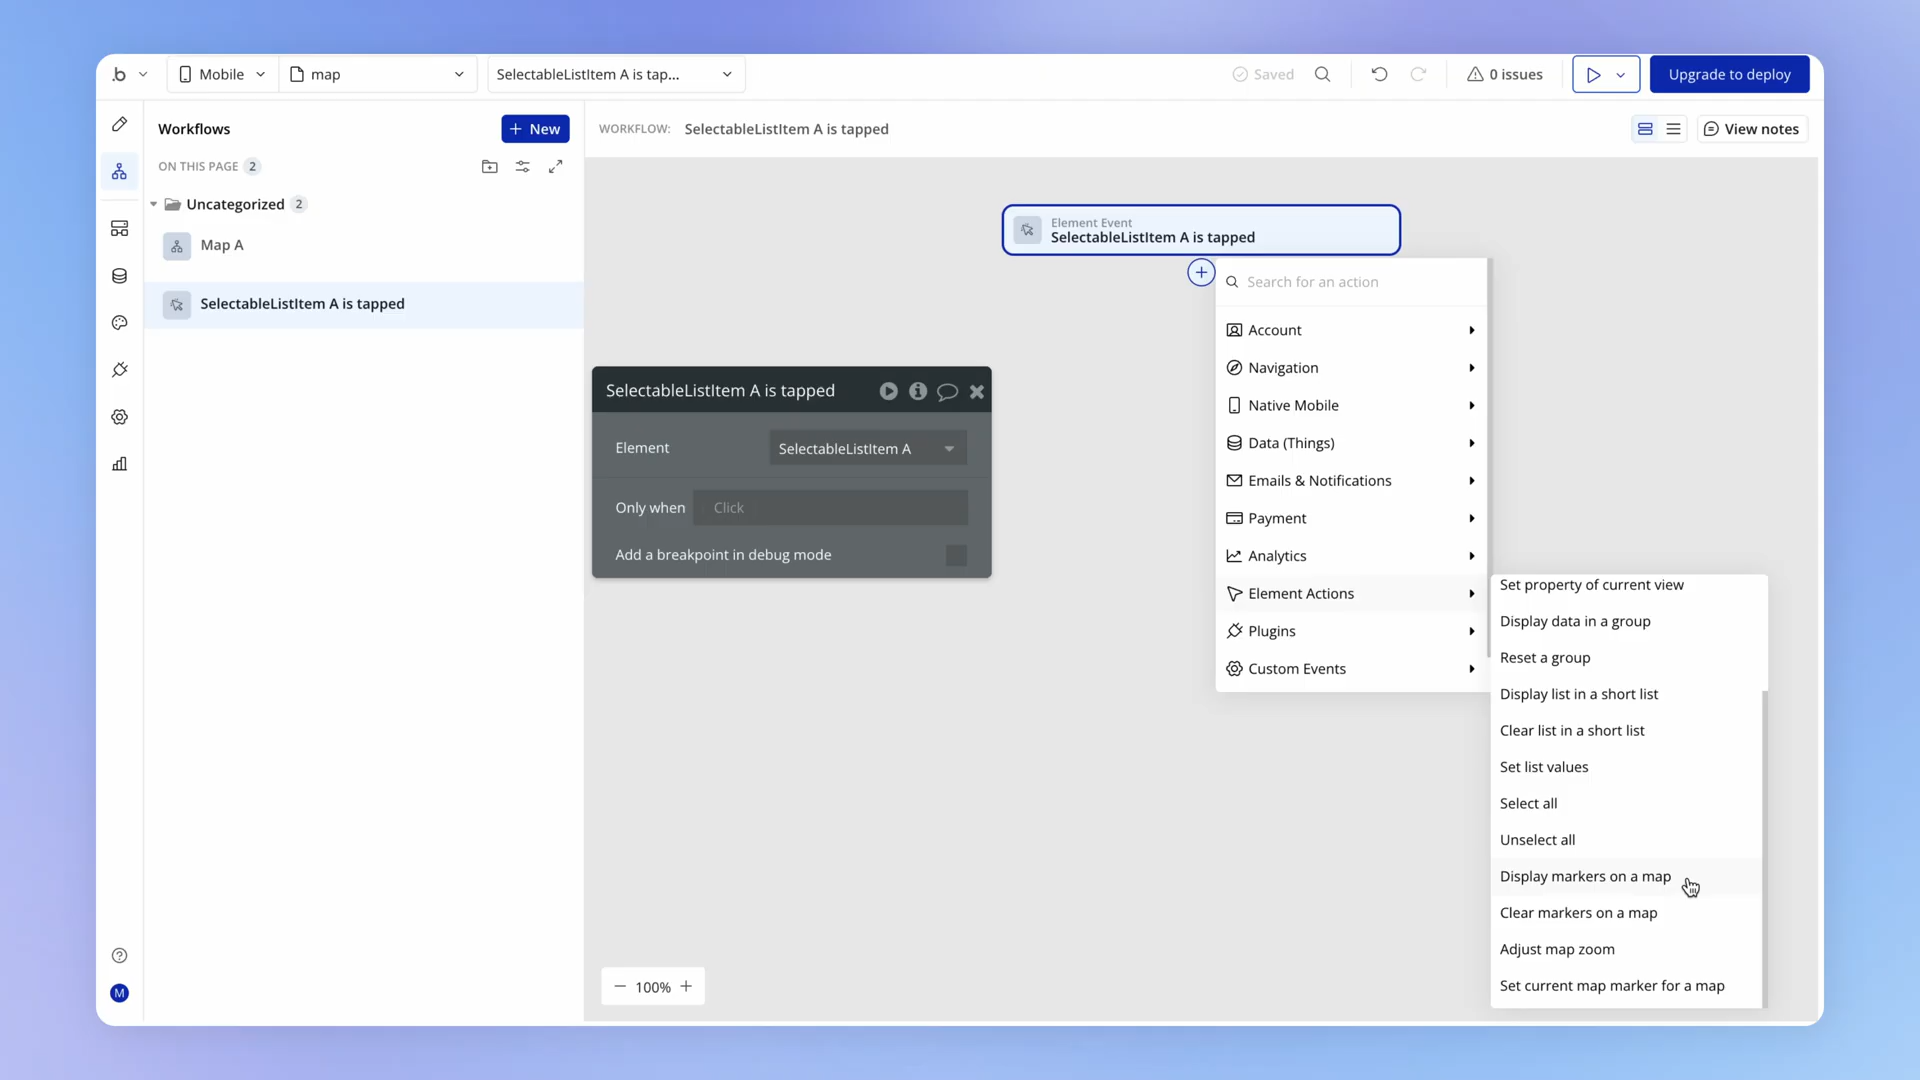 .b
Mobile
map
SelectableListItem A is tap...
Saved
0 issues
Upgrade to deploy
Workflows
+ New
WORKFLOW: SelectableListItem A is tapped
View notes
ON THIS PAGE 2
Uncategorized 2
Map A
SelectableListItem A is tapped
Element Event
SelectableListItem A is tapped
Search for an action
Account
Navigation
Native Mobile
Data (Things)
Emails & Notifications
Payment
Analytics
Element Actions
Plugins
Custom Events
SelectableListItem A is tapped
Element
SelectableListItem A
Only when
Click
Add a breakpoint in debug mode
Set property of current view
Display data in a group
Reset a group
Display list in a short list
Clear list in a short list
Set list values
Select all
Unselect all
Display markers on a map
Clear markers on a map
Adjust map zoom
Set current map marker for a map
M
100%